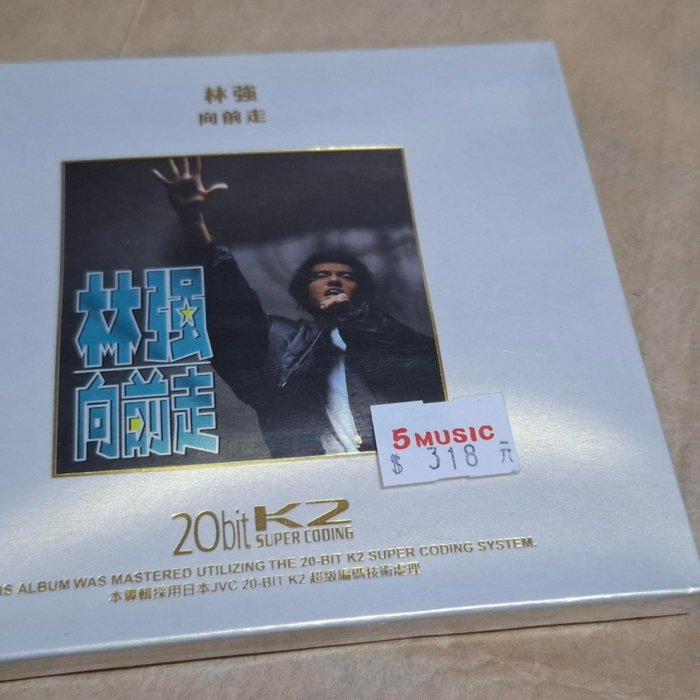 林強
向前走
林強
向前走
5 MUSIC
$ 318 元
20bit K2
SUPER CODING
IS ALBUM WAS MASTERED UTILIZING THE 20-BIT K2 SUPER CODING SYSTEM.
本專輯採用日本JVC 20-BIT K2 超級編碼技術處理